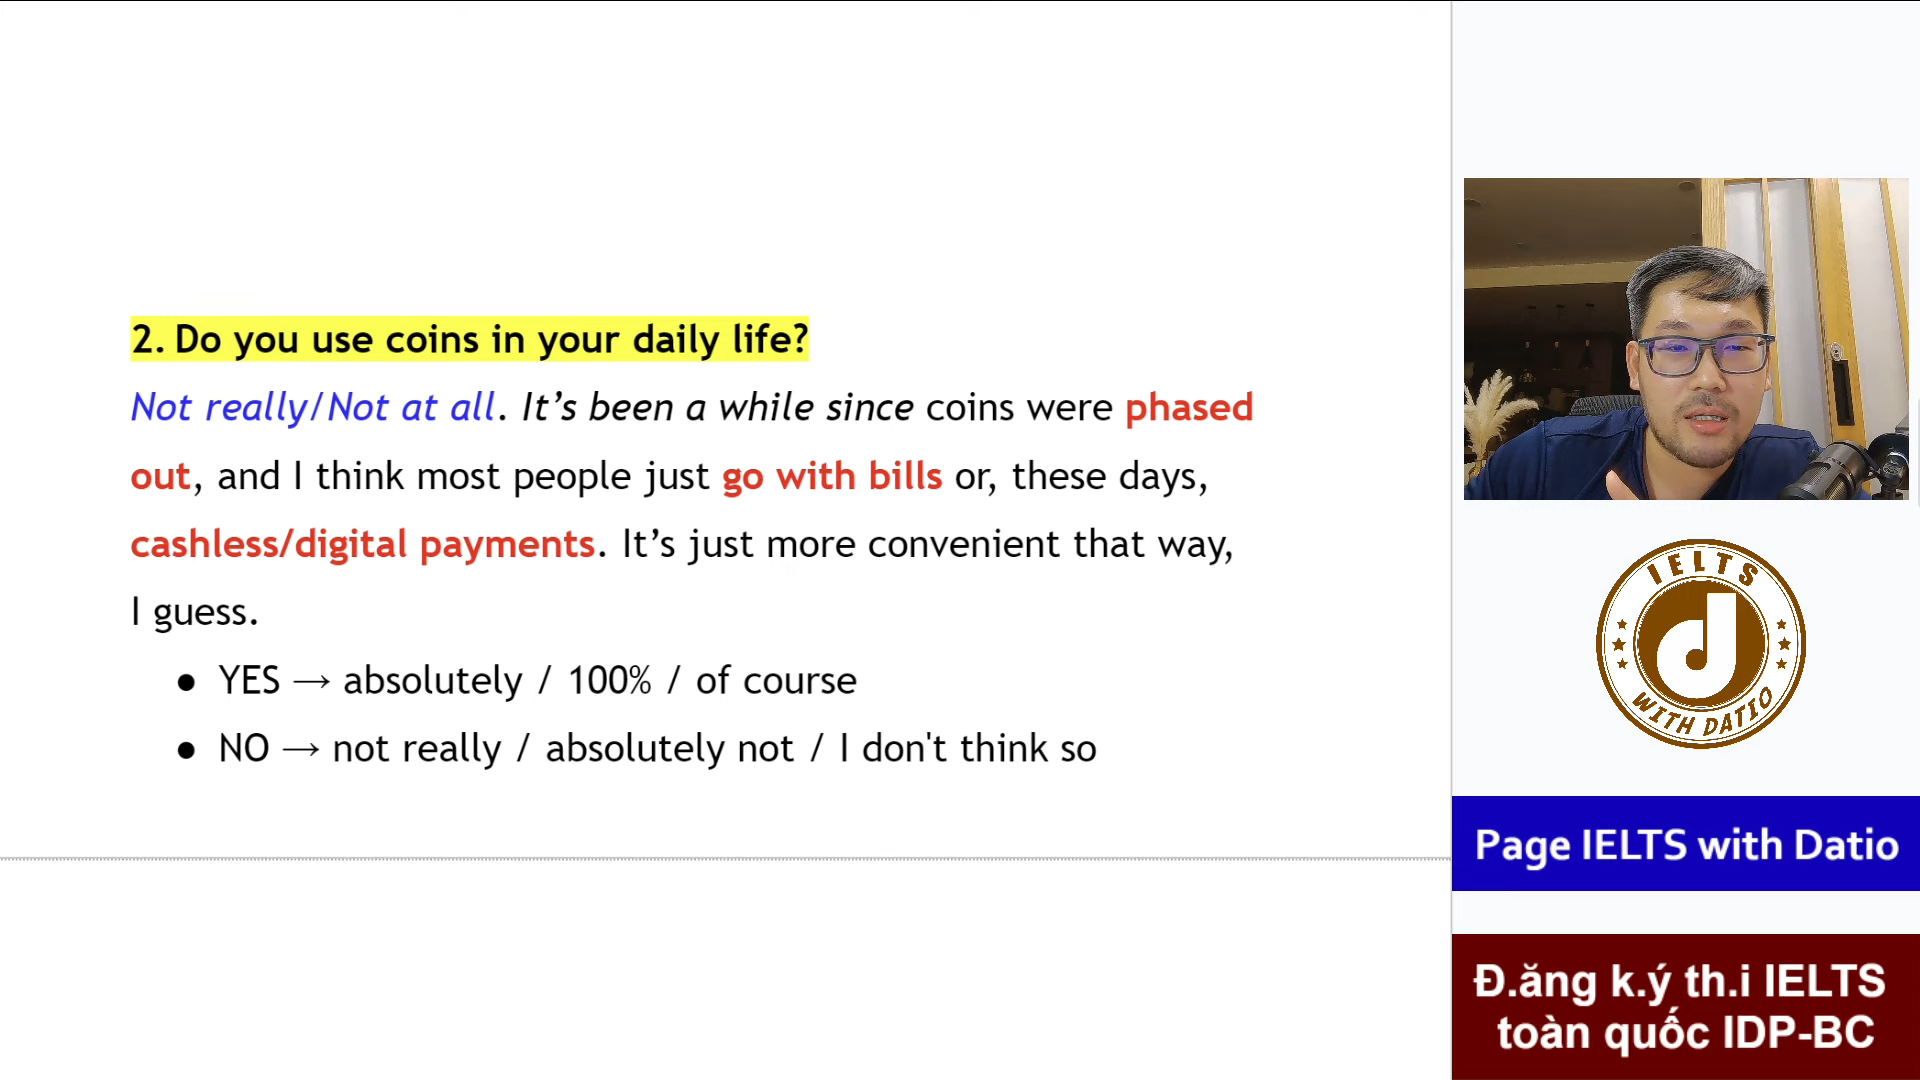 2. Do you use coins in your daily life?
Not really/Not at all. It’s been a while since coins were phased
out, and I think most people just go with bills or, these days,
cashless/digital payments. It’s just more convenient that way,
I guess.
● YES → absolutely / 100% / of course
● NO → not really / absolutely not / I don't think so
IELTS
WITH DATIO
Page IELTS with Datio
Đ.ăng k.ý th.i IELTS
toàn quốc IDP-BC